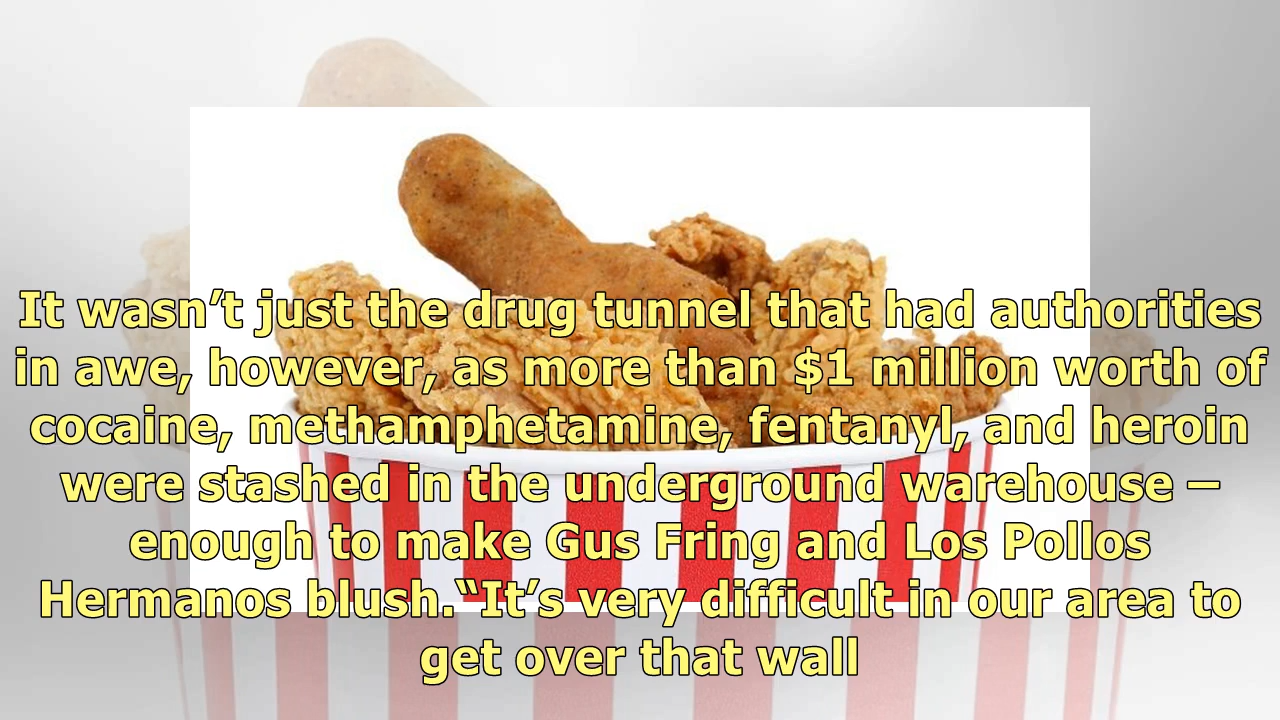 It wasn’t just the drug tunnel that had authorities
in awe, however, as more than $1 million worth of
cocaine, methamphetamine, fentanyl, and heroin
were stashed in the underground warehouse –
enough to make Gus Fring and Los Pollos
Hermanos blush.“It’s very difficult in our area to
get over that wall